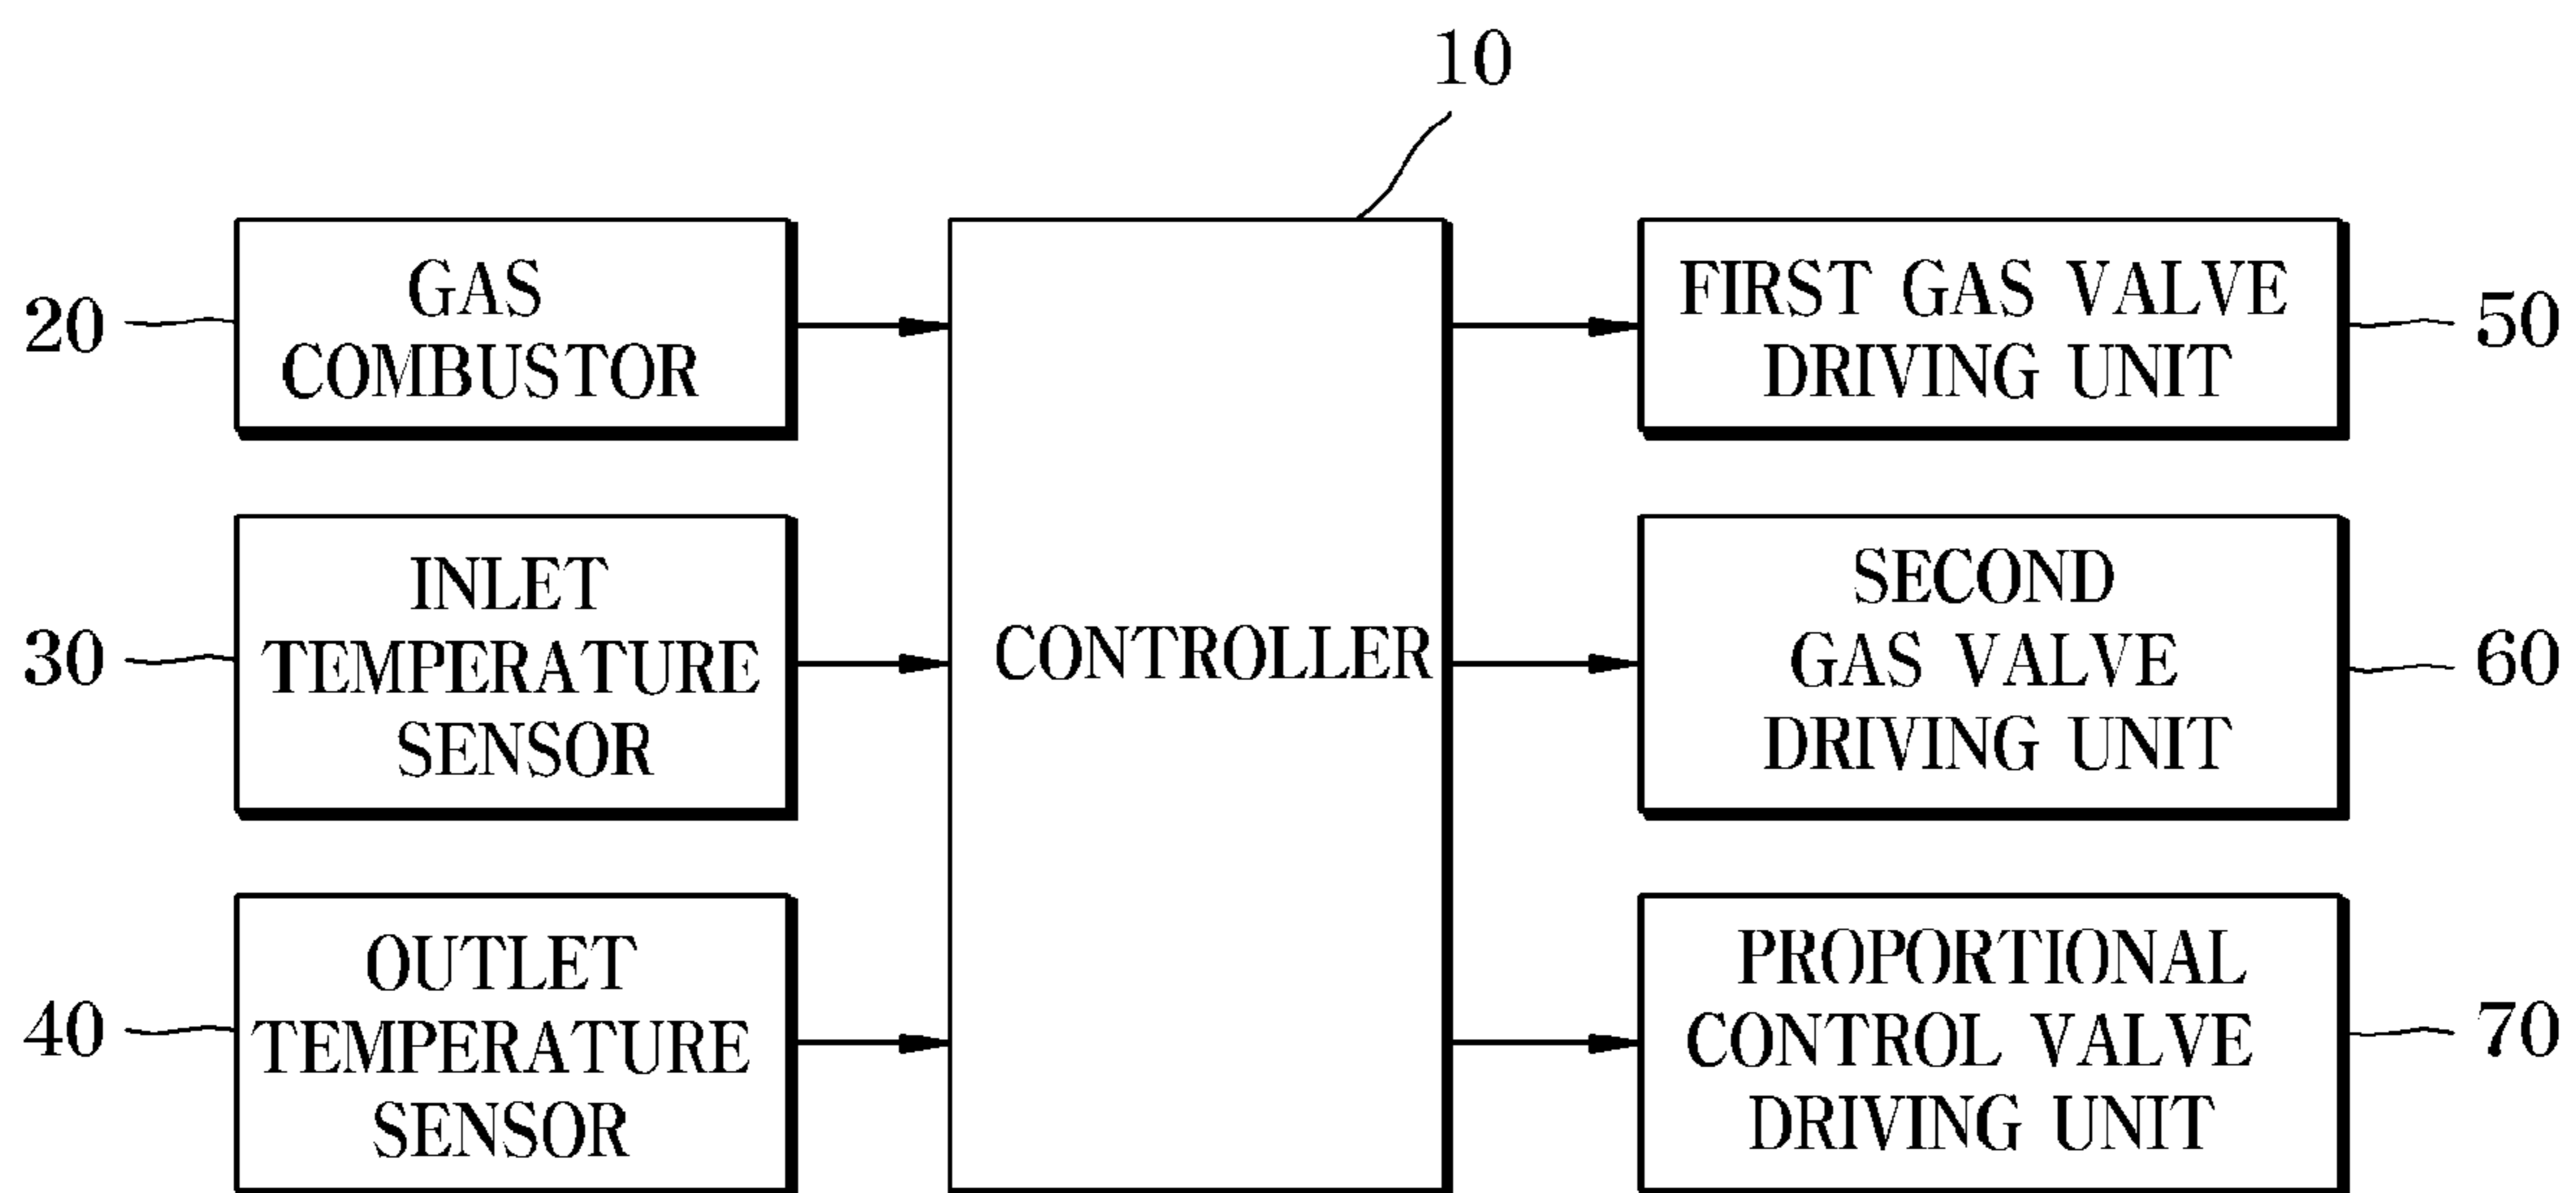 10
20
GAS
COMBUSTOR
30
INLET
TEMPERATURE
SENSOR
40
OUTLET
TEMPERATURE
SENSOR
CONTROLLER
FIRST GAS VALVE
DRIVING UNIT
50
SECOND
GAS VALVE
DRIVING UNIT
60
PROPORTIONAL
CONTROL VALVE
DRIVING UNIT
70